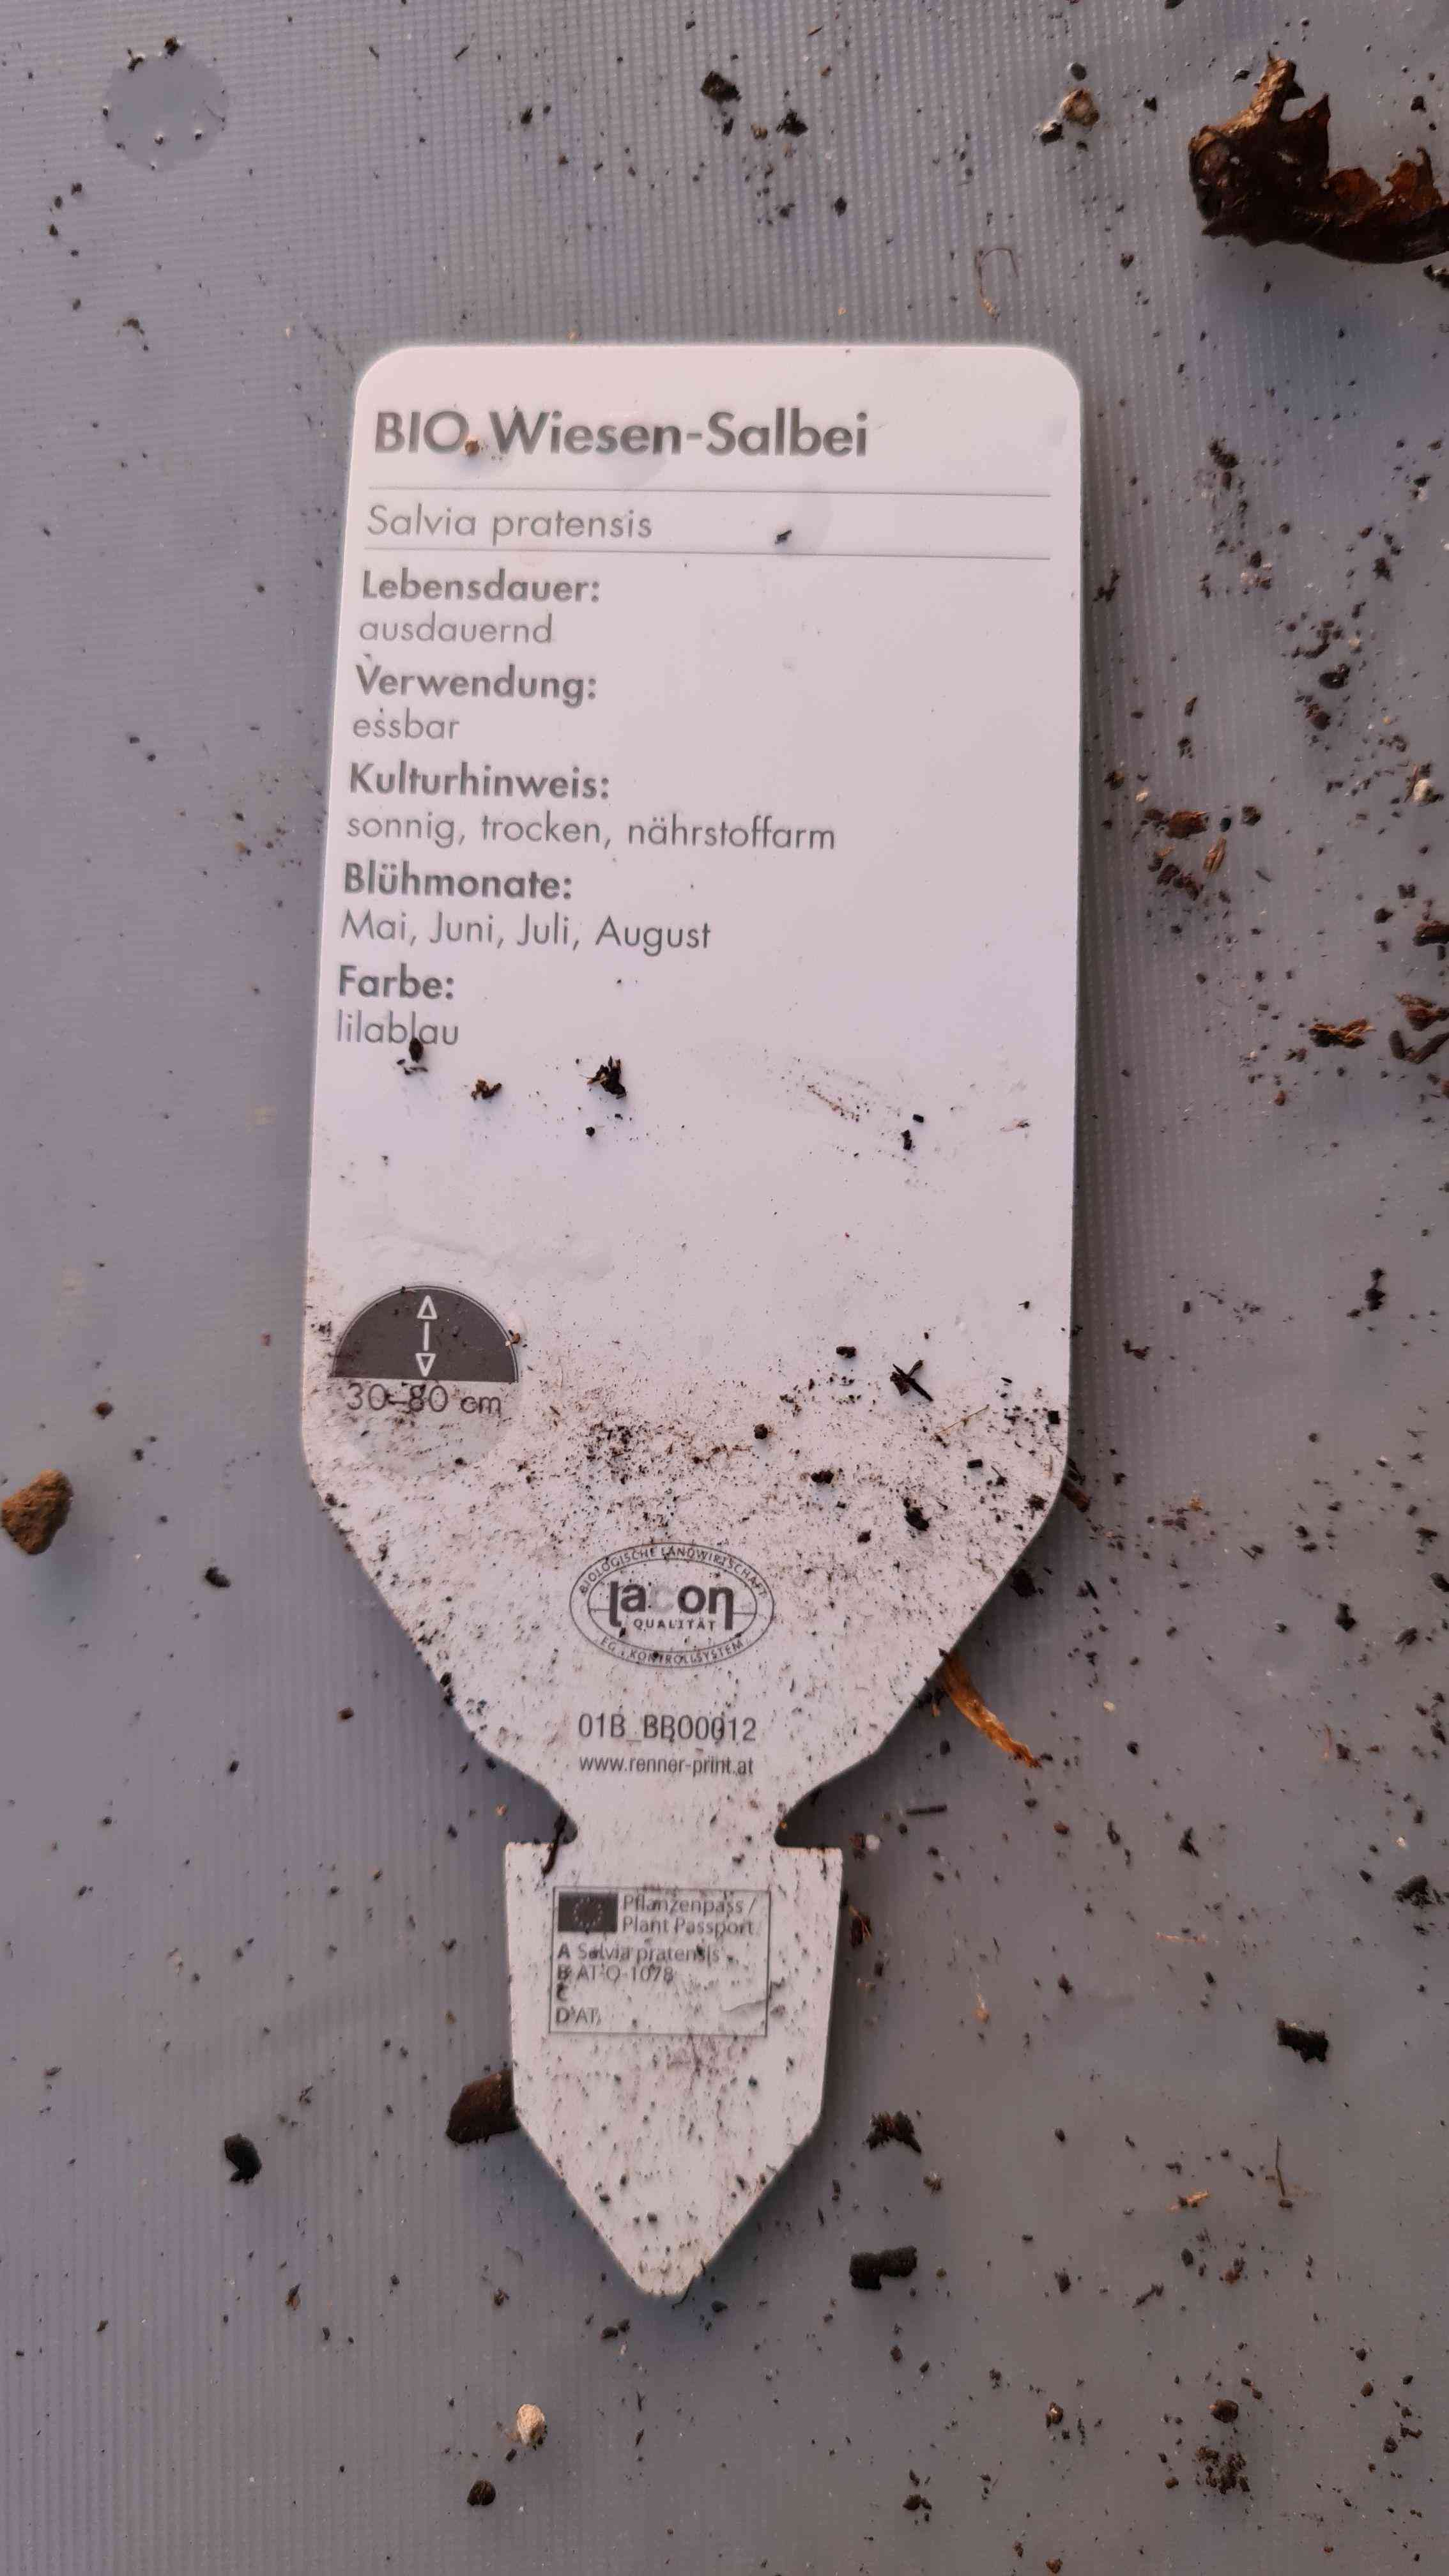 BIO Wiesen-Salbei
Salvia pratensis
Lebensdauer:
ausdauernd
Verwendung:
essbar
Kulturhinweis:
sonnig, trocken, nährstoffarm
Blühmonate:
Mai, Juni, Juli, August
Farbe:
lilablau
30–80 cm
BIOLOGISCHE LANDWIRTSCHAFT
lacon
QUALITÄT
EG - KONTROLLSYSTEM
01B_BBO0012
www.renner-print.at
Pflanzenpass /
Plant Passport
A Salvia pratensis
B AT-Q-1078
C
D AT